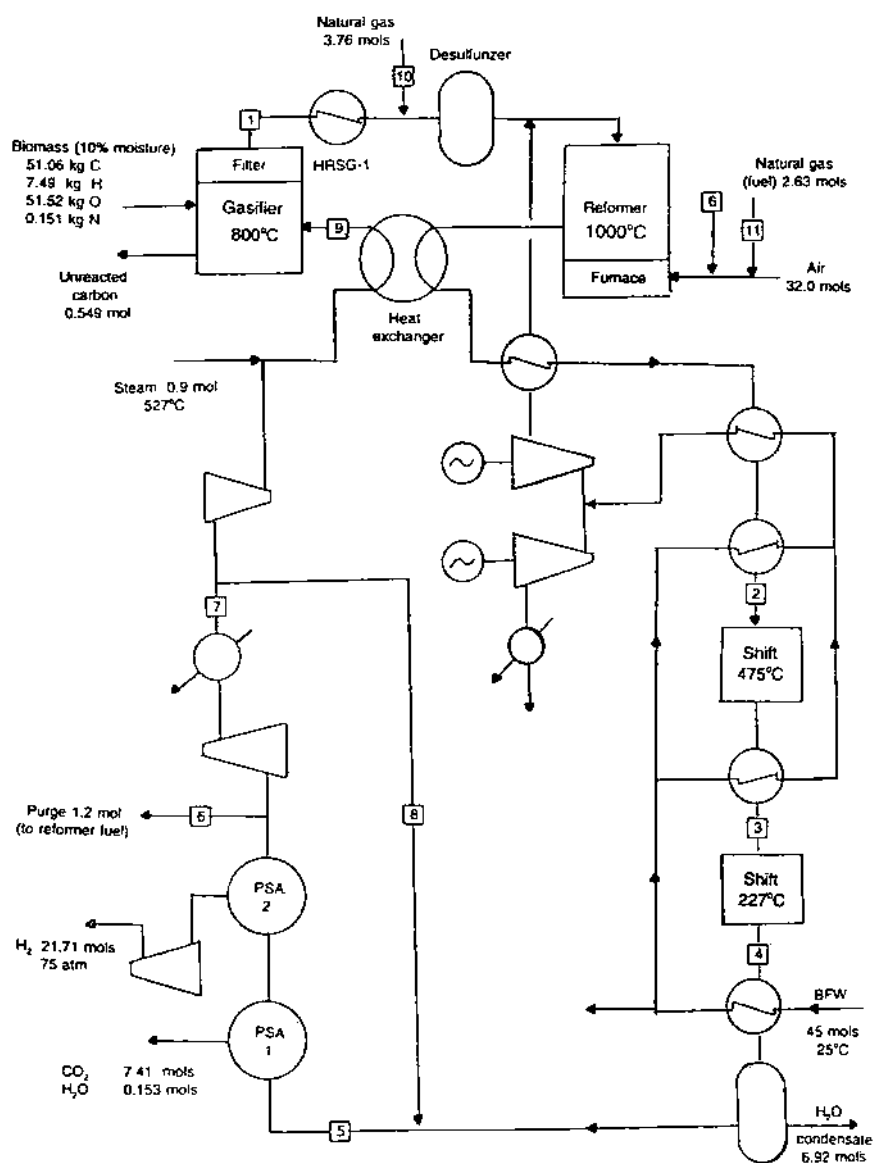 Natural gas
3.76 mols
Desulfunzer
10
1
Biomass (10% moisture)
51.06 kg C
7.49 kg H
51.52 kg O
0.151 kg N
Filter
HRSG-1
Natural gas
(fuel) 2.63 mols
Gasifier
800°C
9
Reformer
1000°C
6
11
Unreacted
carbon
0.549 mol
Furnace
Air
32.0 mols
Heat
exchanger
Steam 0.9 mol
527°C
2
7
Shift
475°C
Purge 1.2 mol
(to reformer fuel)
6
8
3
PSA
2
Shift
227°C
H₂ 21.71 mols
75 atm
4
BFW
45 mols
25°C
PSA
1
CO₂ 7.41 mols
H₂O 0.153 mols
5
H₂O
condensate
6.92 mols